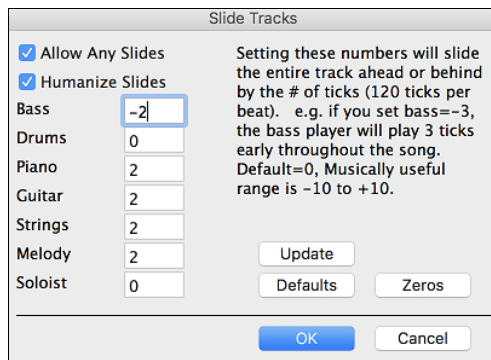 Slide Tracks
Allow Any Slides
Humanize Slides
Bass -2
Drums 0
Piano 2
Guitar 2
Strings 2
Melody 2
Soloist 0
Setting these numbers will slide
the entire track ahead or behind
by the # of ticks (120 ticks per
beat).   e.g. if you set bass=-3,
the bass player will play 3 ticks
early throughout the song.
Default=0, Musically useful
range is -10 to +10.
Update
Defaults Zeros
OK Cancel